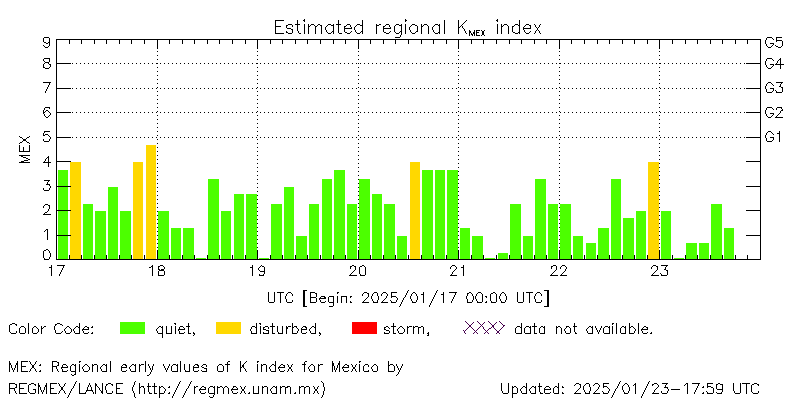 Estimated regional KMEX index
9 G5
8 G4
7 G3
6 G2
5 G1
4
3
2
1
0
MEX
17 18 19 20 21 22 23
UTC [Begin: 2025/01/17 00:00 UTC]
Color Code: quiet, disturbed, storm, data not available.
MEX: Regional early values of K index for Mexico by
REGMEX/LANCE (http://regmex.unam.mx) Updated: 2025/01/23-17:59 UTC